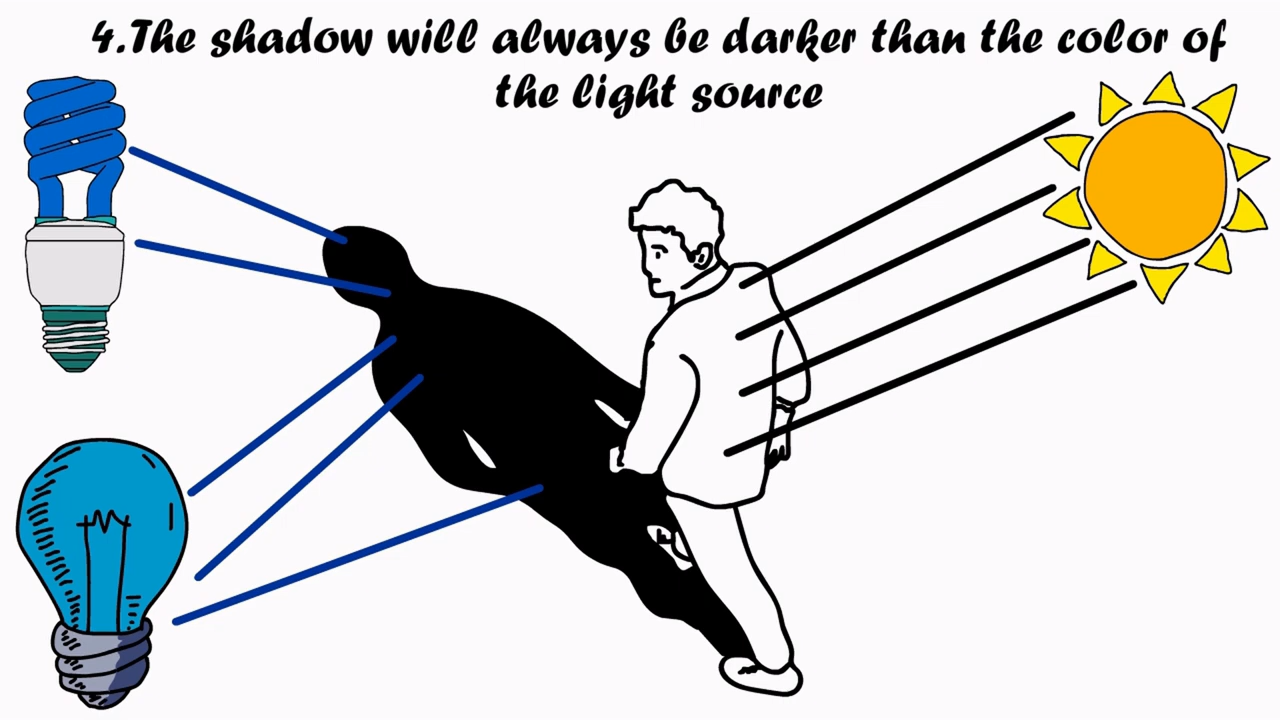 4.The shadow will always be darker than the color of
the light source